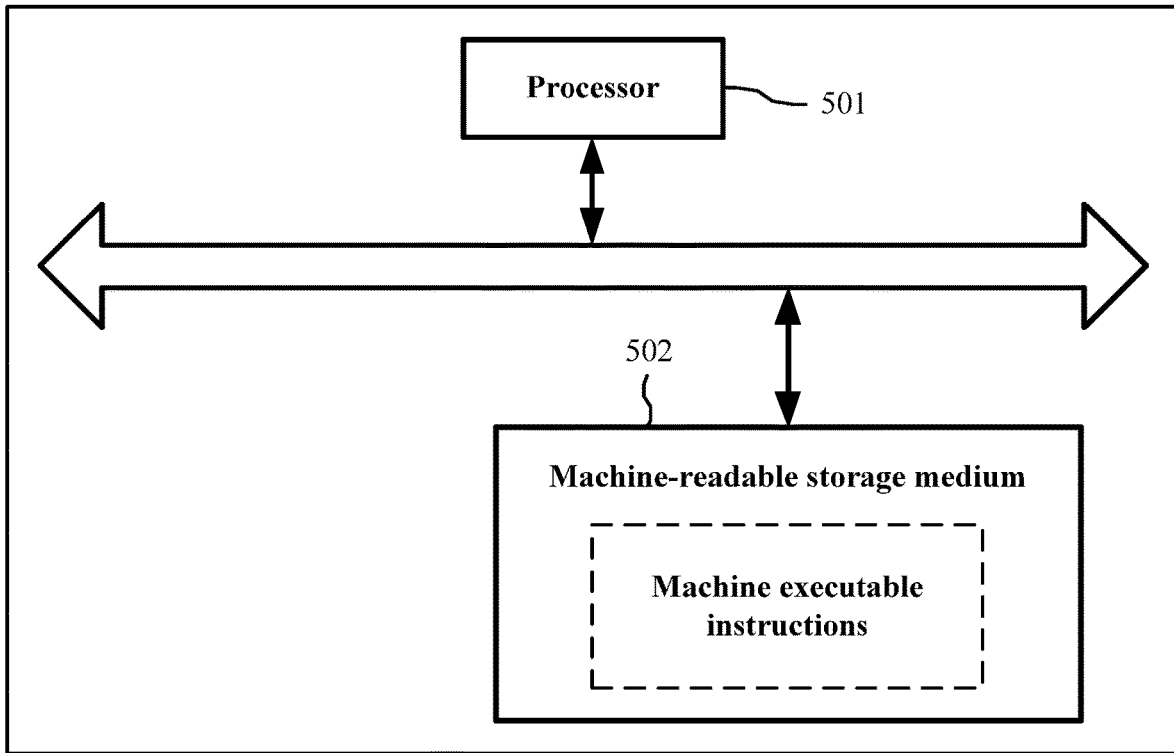 Processor
501
502
Machine-readable storage medium
Machine executable
instructions